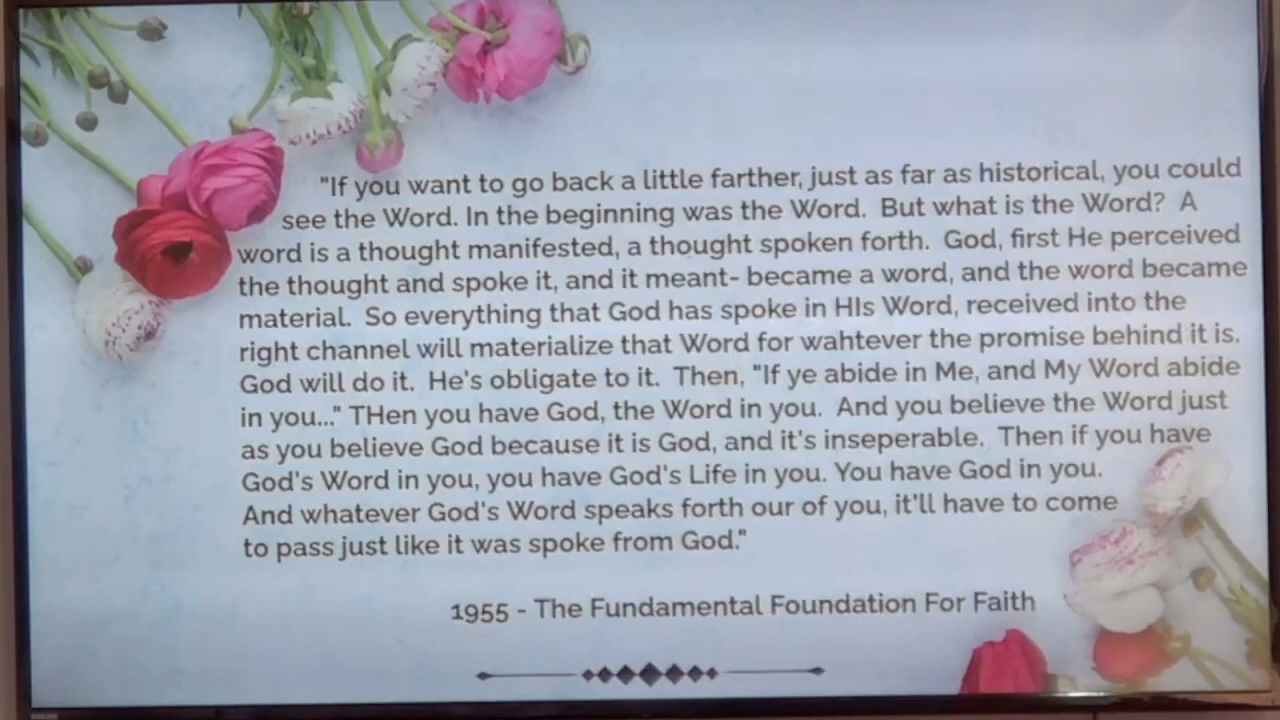 "If you want to go back a little farther, just as far as historical, you could
see the Word. In the beginning was the Word. But what is the Word? A
word is a thought manifested, a thought spoken forth. God, first He perceived
the thought and spoke it, and it meant- became a word, and the word became
material. So everything that God has spoke in HIs Word, received into the
right channel will materialize that Word for wahtever the promise behind it is.
God will do it. He's obligate to it. Then, "If ye abide in Me, and My Word abide
in you..." THen you have God, the Word in you. And you believe the Word just
as you believe God because it is God, and it's inseperable. Then if you have
God's Word in you, you have God's Life in you. You have God in you.
And whatever God's Word speaks forth our of you, it'll have to come
to pass just like it was spoke from God."
1955 - The Fundamental Foundation For Faith